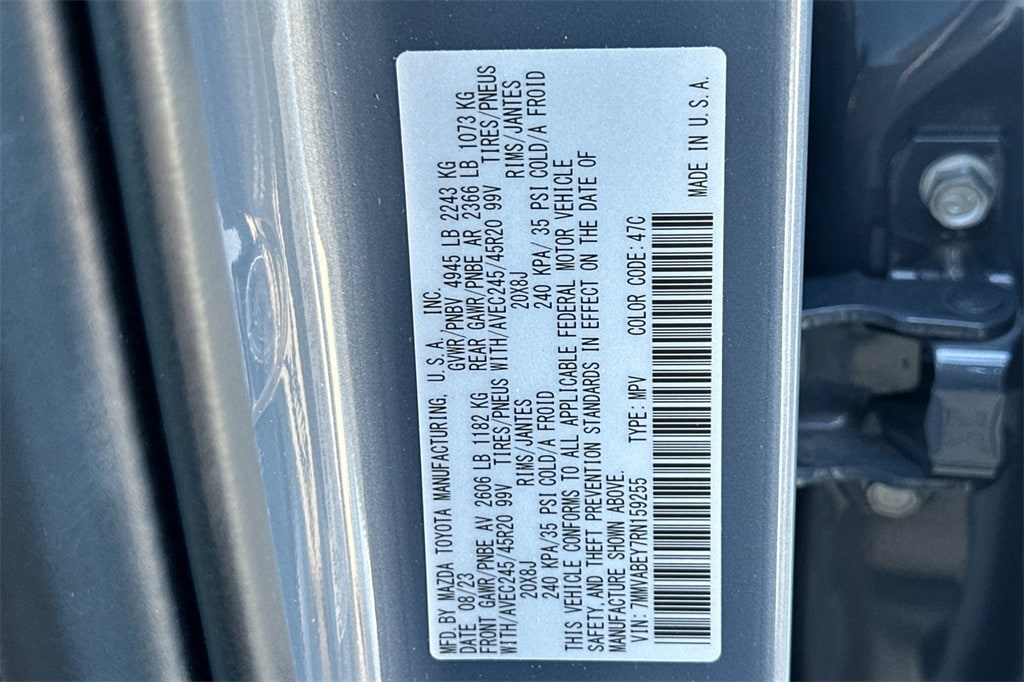 MFD. BY MAZDA TOYOTA MANUFACTURING, U. S. A. INC.
DATE 08/23 GVWR/PNBV 4945 LB 2243 KG
FRONT GAWR/PNBE AV 2606 LB 1182 KG REAR GAWR/PNBE AR 2366 LB 1073 KG
WITH/AVEC245/45R20 99V TIRES/PNEUS WITH/AVEC245/45R20 99V TIRES/PNEUS
20X8J RIMS/JANTES 20X8J RIMS/JANTES
240 KPA/35 PSI COLD/A FROID 240 KPA/ 35 PSI COLD/A FROID
THIS VEHICLE CONFORMS TO ALL APPLICABLE FEDERAL MOTOR VEHICLE
SAFETY, AND THEFT PREVENTION STANDARDS IN EFFECT ON THE DATE OF
MANUFACTURE SHOWN ABOVE.
VIN: 7MMVABEY7RN159255 TYPE: MPV COLOR CODE: 47C
MADE IN U. S. A.